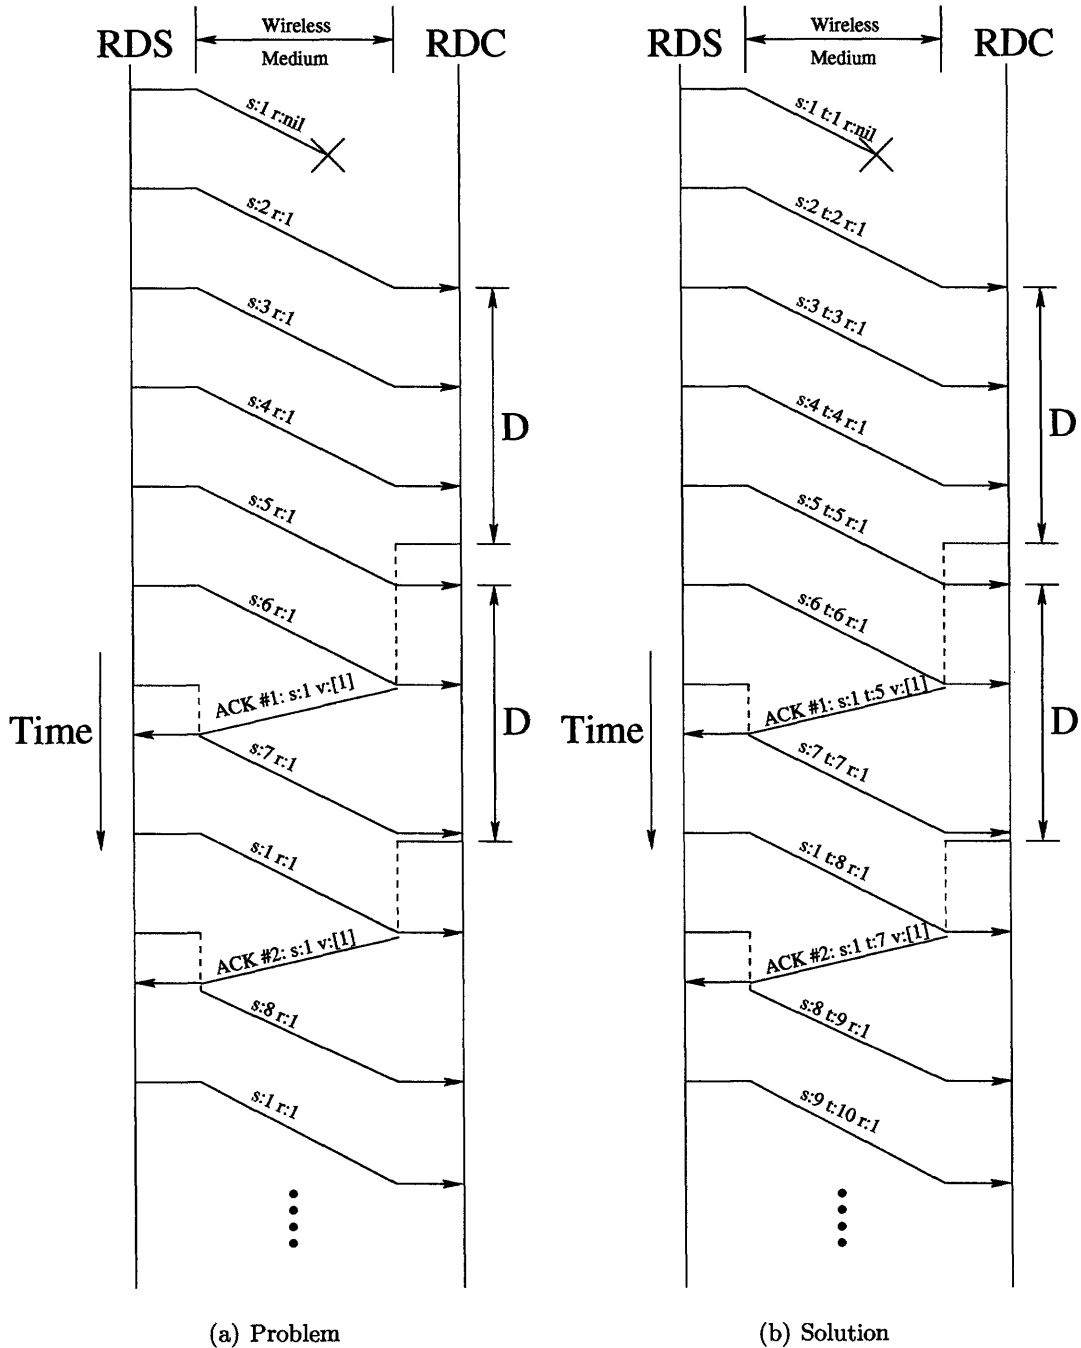 Wireless
RDS
RDC
Medium
s:1 r:nil
s:2 r:1
s:3 r:1
s:4 r:1
D
s:5 r:1
s:6 r:1
ACK #1: s:1 v:[1]
Time
D
s:7 r:1
s:1 r:1
ACK #2: s:1 v:[1]
s:8 r:1
s:1 r:1
(a) Problem
Wireless
RDS
RDC
Medium
s:1 t:1 r:nil
s:2 t:2 r:1
s:3 t:3 r:1
s:4 t:4 r:1
D
s:5 t:5 r:1
s:6 t:6 r:1
ACK #1: s:1 t:5 v:[1]
Time
D
s:7 t:7 r:1
s:1 t:8 r:1
ACK #2: s:1 t:7 v:[1]
s:8 t:9 r:1
s:9 t:10 r:1
(b) Solution